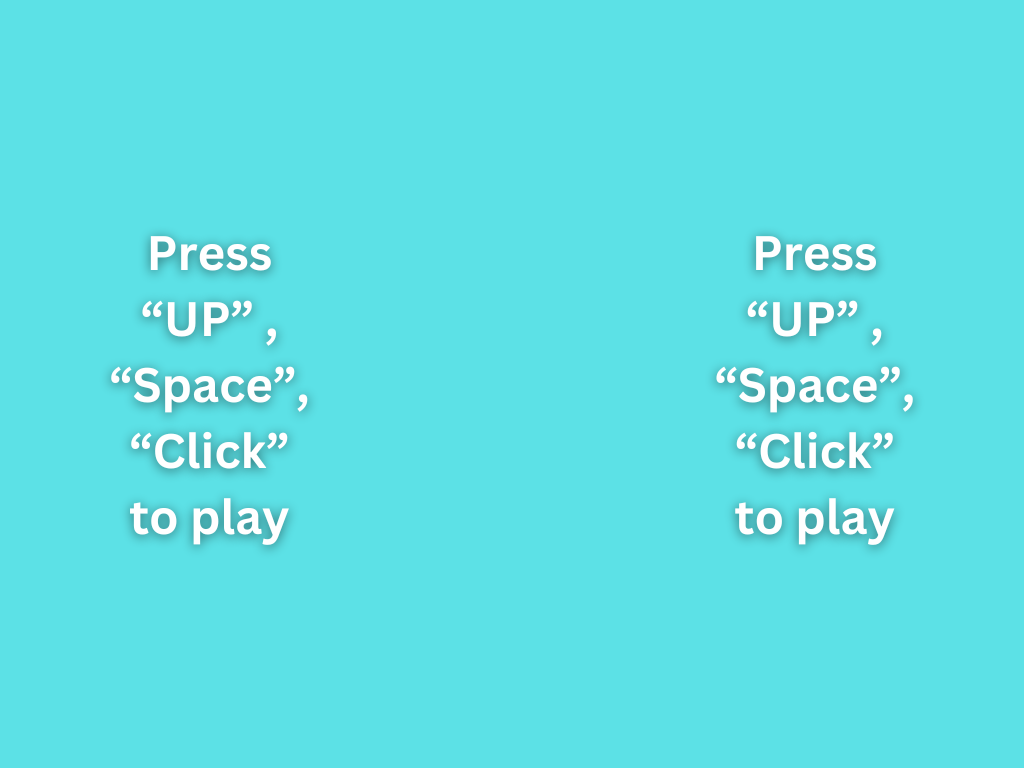 Press
“UP” ,
“Space”,
“Click”
to play
Press
“UP” ,
“Space”,
“Click”
to play